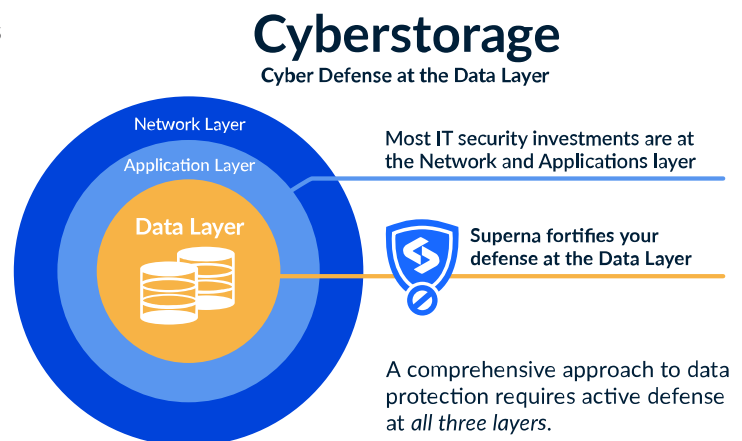 Cyberstorage
Cyber Defense at the Data Layer
Network Layer
Application Layer
Data Layer
Most IT security investments are at
the Network and Applications layer
Superna fortifies your
defense at the Data Layer
A comprehensive approach to data
protection requires active defense
at all three layers.